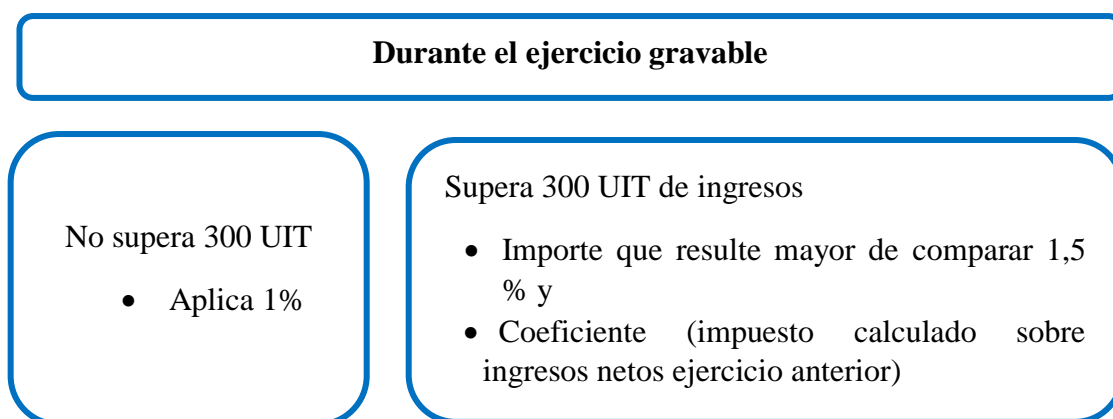 Durante el ejercicio gravable
No supera 300 UIT
• Aplica 1%
Supera 300 UIT de ingresos
• Importe que resulte mayor de comparar 1,5
% y
• Coeficiente (impuesto calculado sobre
ingresos netos ejercicio anterior)